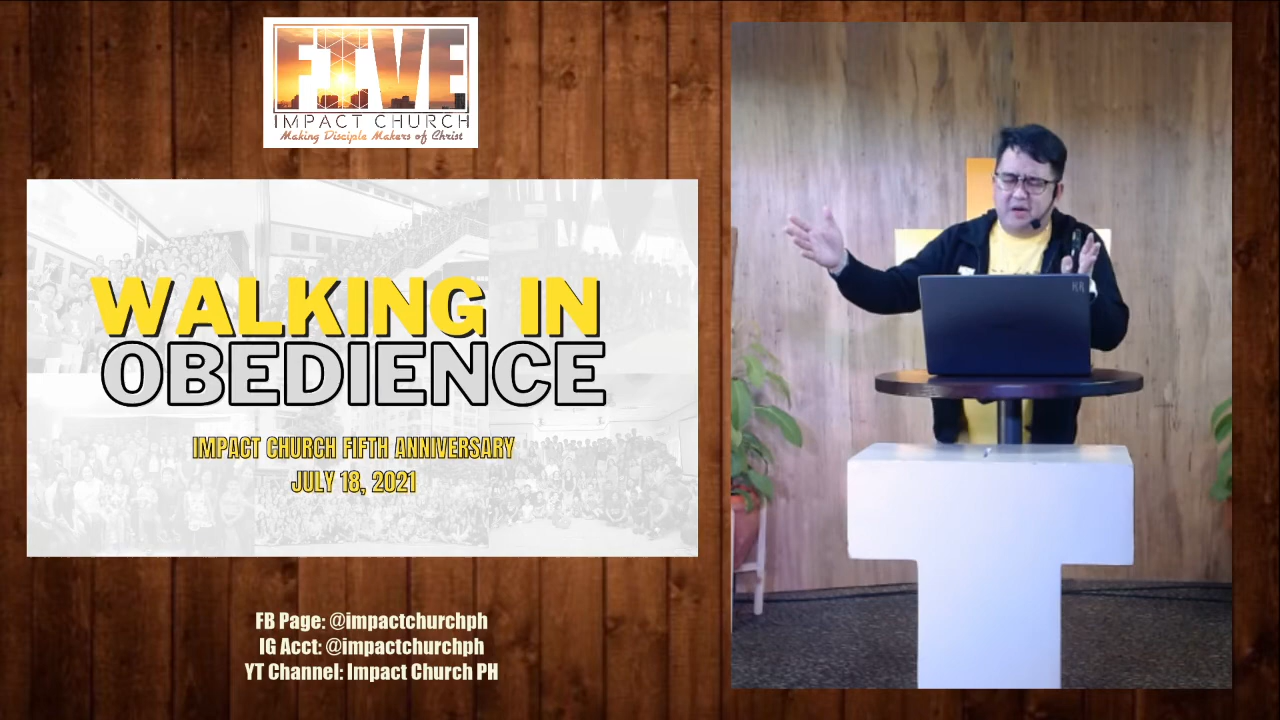 FIVE
IMPACT CHURCH
Making Disciple Makers of Christ
WALKING IN
OBEDIENCE
IMPACT CHURCH FIFTH ANNIVERSARY
JULY 18, 2021
FB Page: @impactchurchph
IG Acct: @impactchurchph
YT Channel: Impact Church PH